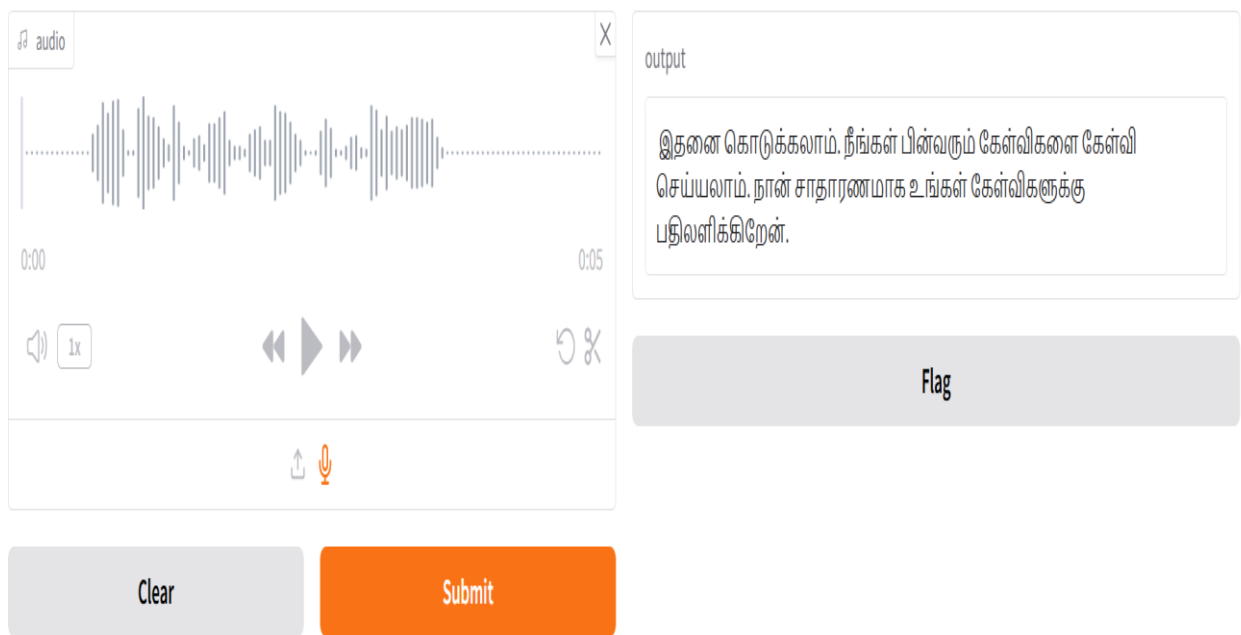 audio
0:00
0:05
1x
Clear
Submit
output
இதனை கொடுக்கலாம். நீங்கள் பின்வரும் கேள்விகளை கேள்வி
செய்யலாம். நான் சாதாரணமாக உங்கள் கேள்விகளுக்கு
பதிலளிக்கிறேன்.
Flag